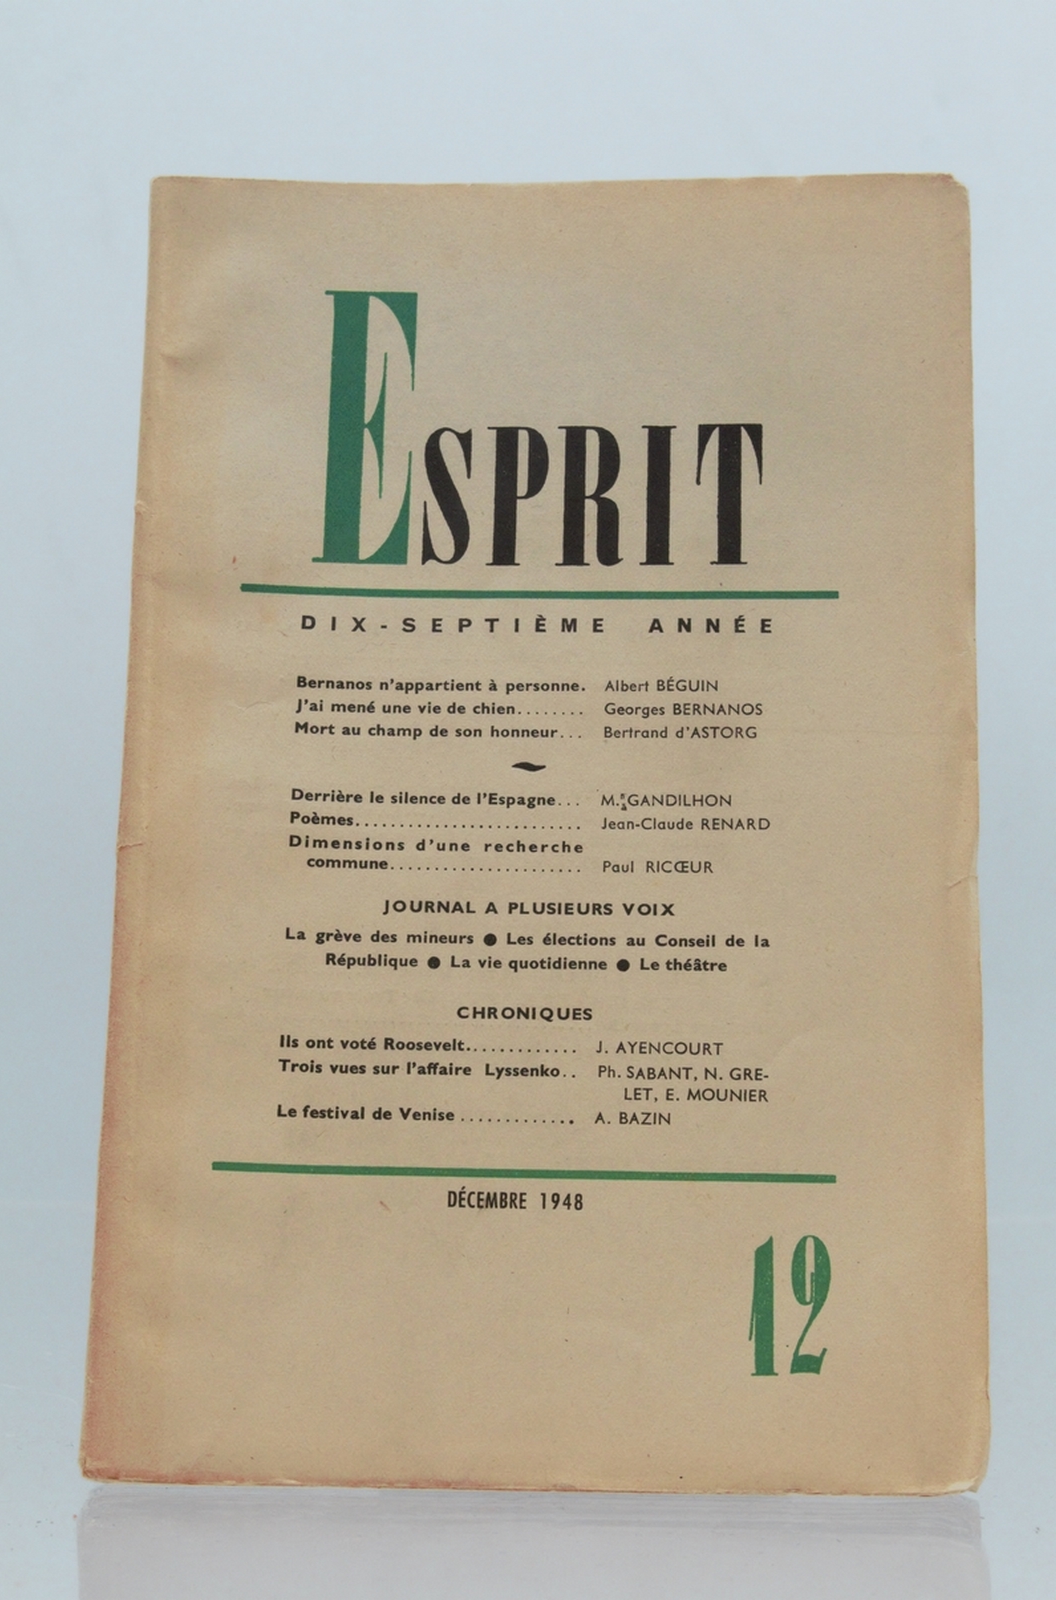 ESPRIT
DIX-SEPTIÈME ANNÉE
Bernanos n'appartient à personne. Albert BÉGUIN
J'ai mené une vie de chien........ Georges BERNANOS
Mort au champ de son honneur... Bertrand d'ASTORG
Derrière le silence de l'Espagne... GANDILHON
Poèmes.......................... Jean-Claude RENARD
Dimensions d'une recherche
commune...................... Paul RICŒUR
JOURNAL A PLUSIEURS VOIX
La grève des mineurs ● Les élections au Conseil de la
République ● La vie quotidienne ● Le théâtre
CHRONIQUES
Ils ont voté Roosevelt............. J. AYENCOURT
Trois vues sur l'affaire Lyssenko.. Ph. SABANT, N. GRE-
LET, E. MOUNIER
Le festival de Venise ............. A. BAZIN
DÉCEMBRE 1948
12